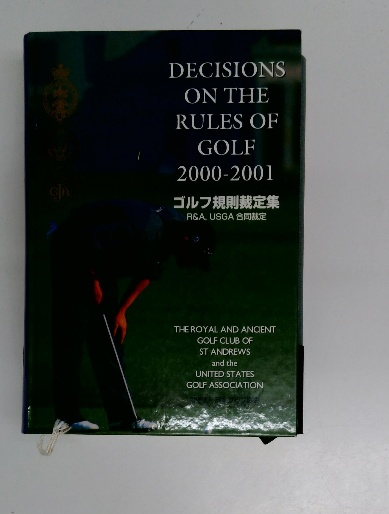 DECISIONS
ON THE
RULES OF
GOLF
2000-2001
ゴルフ規則裁定集
R&A, USGA 合同裁定
THE ROYAL AND ANCIENT
GOLF CLUB OF
ST ANDREWS
and the
UNITED STATES
GOLF ASSOCIATION